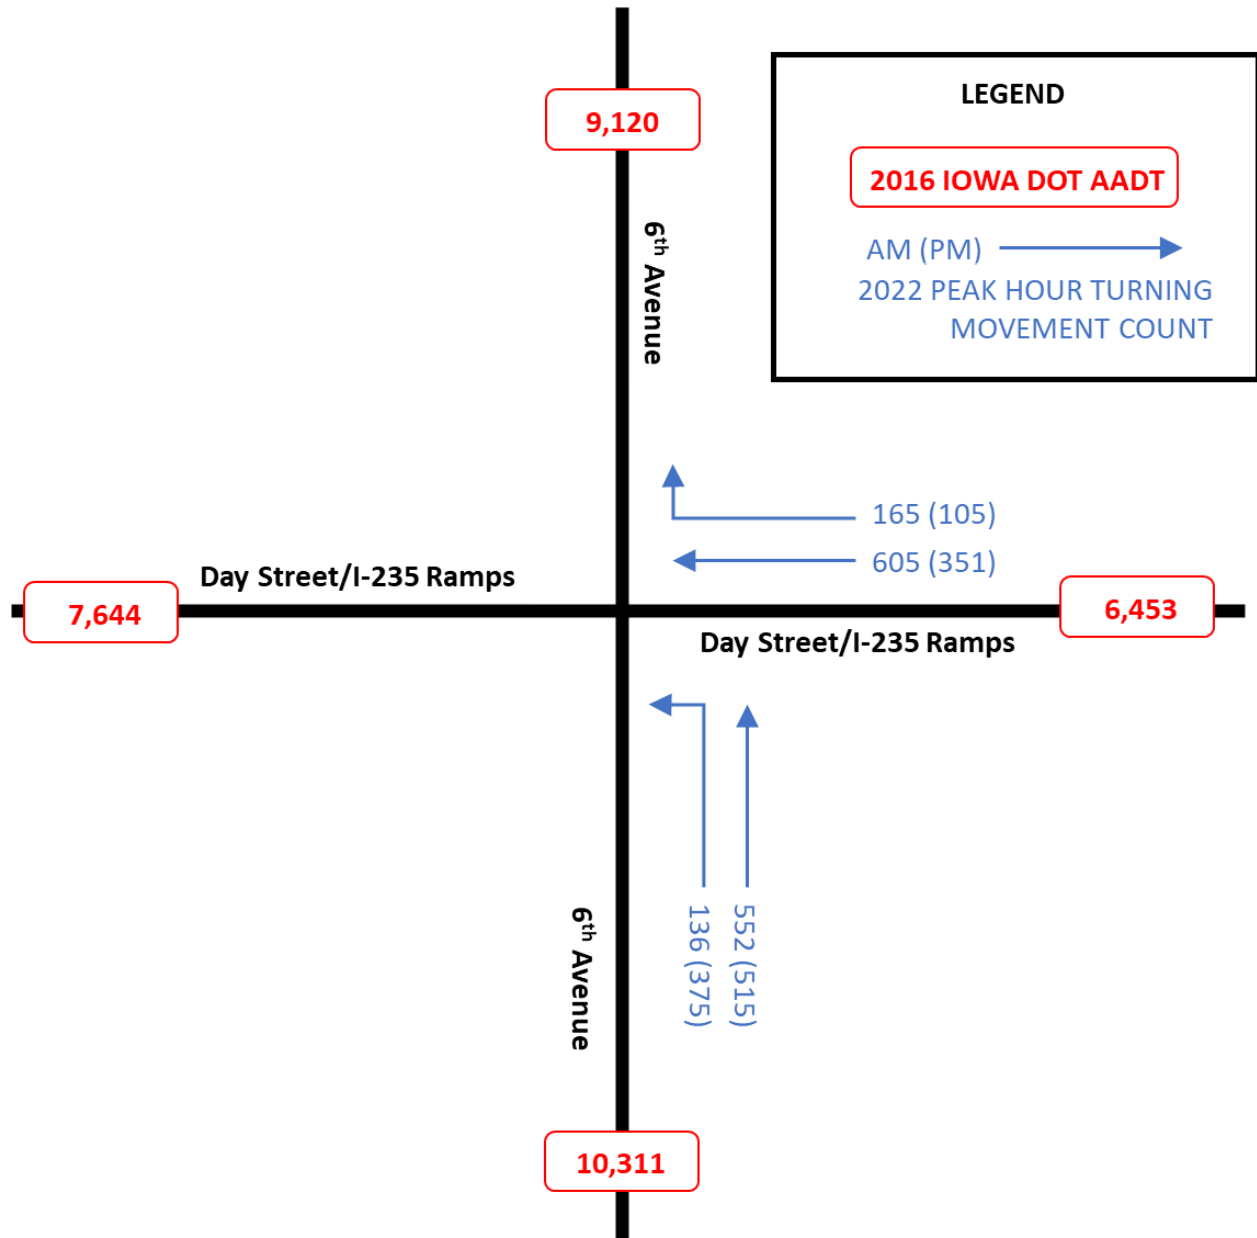 LEGEND
2016 IOWA DOT AADT
AM (PM)
2022 PEAK HOUR TURNING
MOVEMENT COUNT
9,120
6th Avenue
165 (105)
605 (351)
Day Street/I-235 Ramps
7,644
6,453
Day Street/I-235 Ramps
136 (375)
552 (515)
6th Avenue
10,311